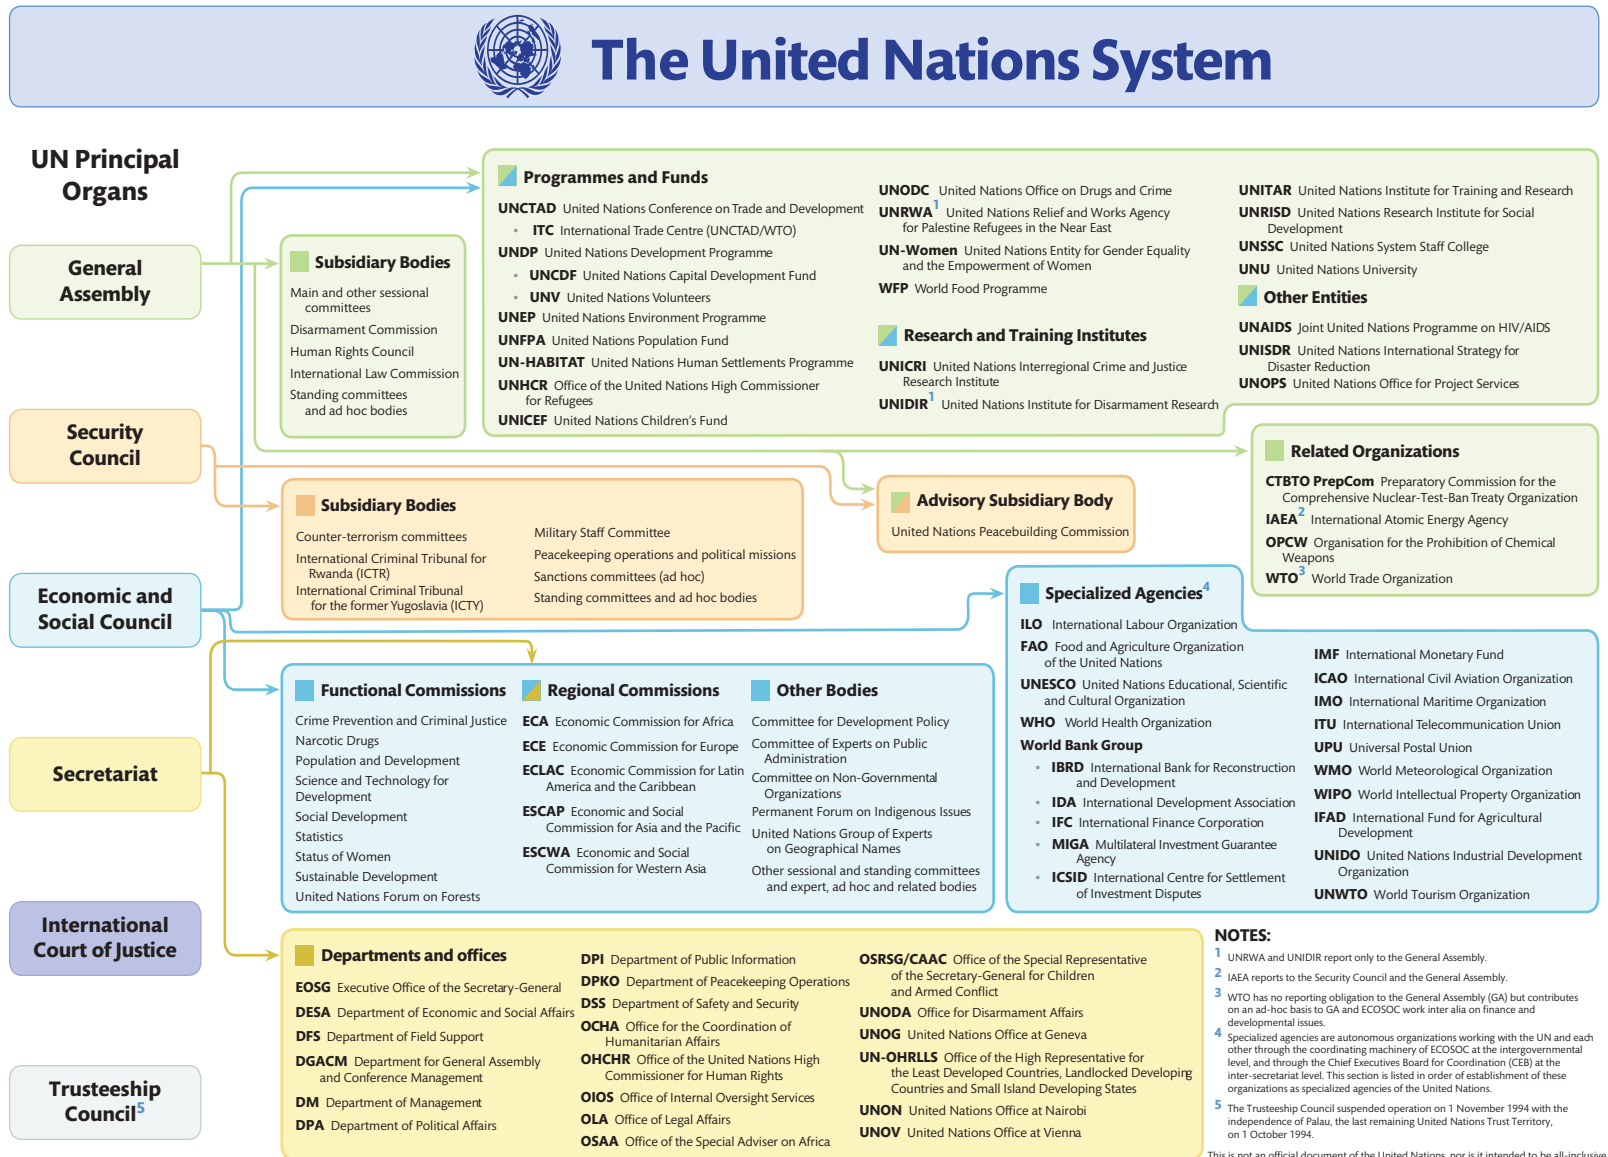 The United Nations System
UN Principal
Organs
General
Assembly
Security
Council
Economic and
Social Council
Secretariat
International
Court of Justice
Trusteeship
Council5
Subsidiary Bodies
Main and other sessional
committees
Disarmament Commission
Human Rights Council
International Law Commission
Standing committees
and ad hoc bodies
Programmes and Funds
UNCTAD United Nations Conference on Trade and Development
• ITC International Trade Centre (UNCTAD/WTO)
UNDP United Nations Development Programme
• UNCDF United Nations Capital Development Fund
• UNV United Nations Volunteers
UNEP United Nations Environment Programme
UNFPA United Nations Population Fund
UN-HABITAT United Nations Human Settlements Programme
UNHCR Office of the United Nations High Commissioner
for Refugees
UNICEF United Nations Children's Fund
UNODC United Nations Office on Drugs and Crime
UNRWA1 United Nations Relief and Works Agency
for Palestine Refugees in the Near East
UN-Women United Nations Entity for Gender Equality
and the Empowerment of Women
WFP World Food Programme
Research and Training Institutes
UNICRI United Nations Interregional Crime and Justice
Research Institute
UNIDIR1 United Nations Institute for Disarmament Research
UNITAR United Nations Institute for Training and Research
UNRISD United Nations Research Institute for Social
Development
UNSSC United Nations System Staff College
UNU United Nations University
Other Entities
UNAIDS Joint United Nations Programme on HIV/AIDS
UNISDR United Nations International Strategy for
Disaster Reduction
UNOPS United Nations Office for Project Services
Subsidiary Bodies
Counter-terrorism committees
International Criminal Tribunal for
Rwanda (ICTR)
International Criminal Tribunal
for the former Yugoslavia (ICTY)
Military Staff Committee
Peacekeeping operations and political missions
Sanctions committees (ad hoc)
Standing committees and ad hoc bodies
Advisory Subsidiary Body
United Nations Peacebuilding Commission
Related Organizations
CTBTO PrepCom Preparatory Commission for the
Comprehensive Nuclear-Test-Ban Treaty Organization
IAEA2 International Atomic Energy Agency
OPCW Organisation for the Prohibition of Chemical
Weapons
WTO3 World Trade Organization
Functional Commissions
Crime Prevention and Criminal Justice
Narcotic Drugs
Population and Development
Science and Technology for
Development
Social Development
Statistics
Status of Women
Sustainable Development
United Nations Forum on Forests
Regional Commissions
ECA Economic Commission for Africa
ECE Economic Commission for Europe
ECLAC Economic Commission for Latin
America and the Caribbean
ESCAP Economic and Social
Commission for Asia and the Pacific
ESCWA Economic and Social
Commission for Western Asia
Other Bodies
Committee for Development Policy
Committee of Experts on Public
Administration
Committee on Non-Governmental
Organizations
Permanent Forum on Indigenous Issues
United Nations Group of Experts
on Geographical Names
Other sessional and standing committees
and expert, ad hoc and related bodies
Specialized Agencies4
ILO International Labour Organization
FAO Food and Agriculture Organization
of the United Nations
UNESCO United Nations Educational, Scientific
and Cultural Organization
WHO World Health Organization
World Bank Group
• IBRD International Bank for Reconstruction
and Development
• IDA International Development Association
• IFC International Finance Corporation
• MIGA Multilateral Investment Guarantee
Agency
• ICSID International Centre for Settlement
of Investment Disputes
IMF International Monetary Fund
ICAO International Civil Aviation Organization
IMO International Maritime Organization
ITU International Telecommunication Union
UPU Universal Postal Union
WMO World Meteorological Organization
WIPO World Intellectual Property Organization
IFAD International Fund for Agricultural
Development
UNIDO United Nations Industrial Development
Organization
UNWTO World Tourism Organization
Departments and offices
EOSG Executive Office of the Secretary-General
DESA Department of Economic and Social Affairs
DFS Department of Field Support
DGACM Department for General Assembly
and Conference Management
DM Department of Management
DPA Department of Political Affairs
DPI Department of Public Information
DPKO Department of Peacekeeping Operations
DSS Department of Safety and Security
OCHA Office for the Coordination of
Humanitarian Affairs
OHCHR Office of the United Nations High
Commissioner for Human Rights
OIOS Office of Internal Oversight Services
OLA Office of Legal Affairs
OSAA Office of the Special Adviser on Africa
OSRSG/CAAC Office of the Special Representative
of the Secretary-General for Children
and Armed Conflict
UNODA Office for Disarmament Affairs
UNOG United Nations Office at Geneva
UN-OHRLLS Office of the High Representative for
the Least Developed Countries, Landlocked Developing
Countries and Small Island Developing States
UNON United Nations Office at Nairobi
UNOV United Nations Office at Vienna
NOTES:
1 UNRWA and UNIDIR report only to the General Assembly.
2 IAEA reports to the Security Council and the General Assembly.
3 WTO has no reporting obligation to the General Assembly (GA) but contributes
on an ad-hoc basis to GA and ECOSOC work inter alia on finance and
developmental issues.
4 Specialized agencies are autonomous organizations working with the UN and each
other through the coordinating machinery of ECOSOC at the intergovernmental
level, and through the Chief Executives Board for Coordination (CEB) at the
inter-secretariat level. This section is listed in order of establishment of these
organizations as specialized agencies of the United Nations.
5 The Trusteeship Council suspended operation on 1 November 1994 with the
independence of Palau, the last remaining United Nations Trust Territory,
on 1 October 1994.
This is not an official document of the United Nations, nor is it intended to be all-inclusive